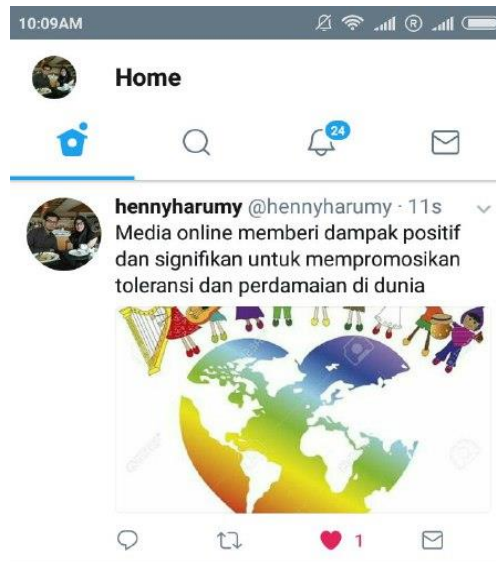 10:09AM
R
Home
24
hennyharumy @hennyharumy · 11s
Media online memberi dampak positif
dan signifikan untuk mempromosikan
toleransi dan perdamaian di dunia
1